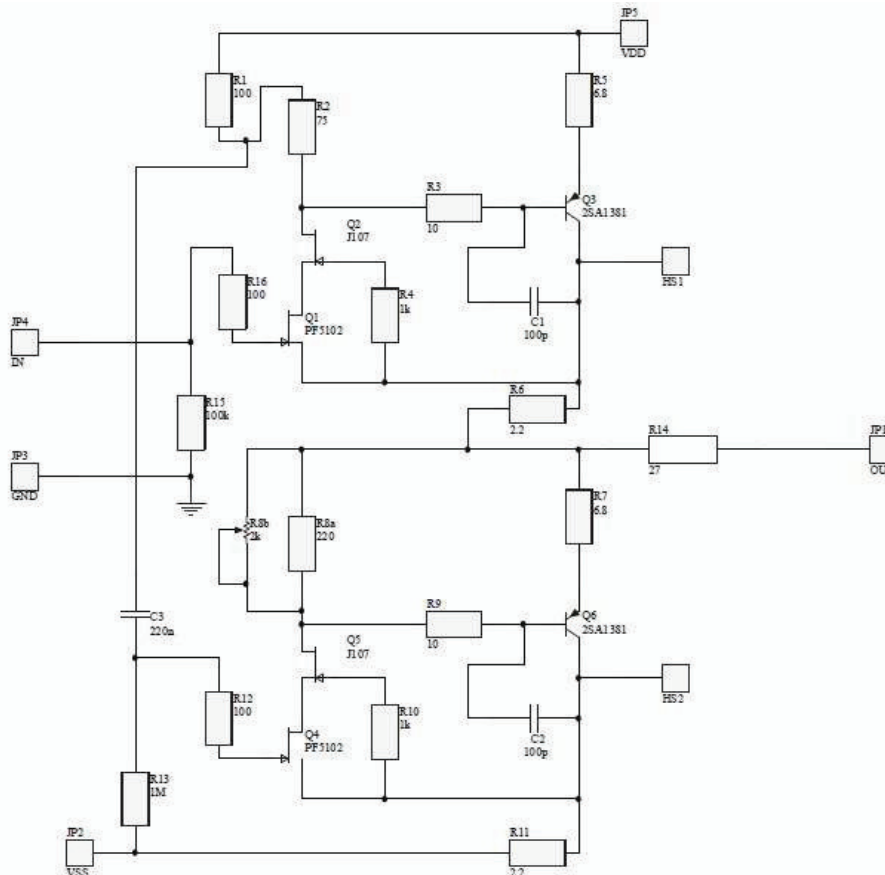 JP5
VDD
R1
100
R2
75
R5
6.8
R3
10
Q3
2SA1381
Q2
J107
HS1
R16
100
R4
1k
C1
100p
Q1
PF5102
JP4
IN
R6
2.2
R15
100k
R14
27
JP1
OU
JP3
GND
R7
6.8
R8b
2k
R8a
220
R9
10
Q6
2SA1381
C3
220n
Q5
J107
HS2
R12
100
R10
1k
C2
100p
Q4
PF5102
R13
1M
JP2
VSS
R11
2.2